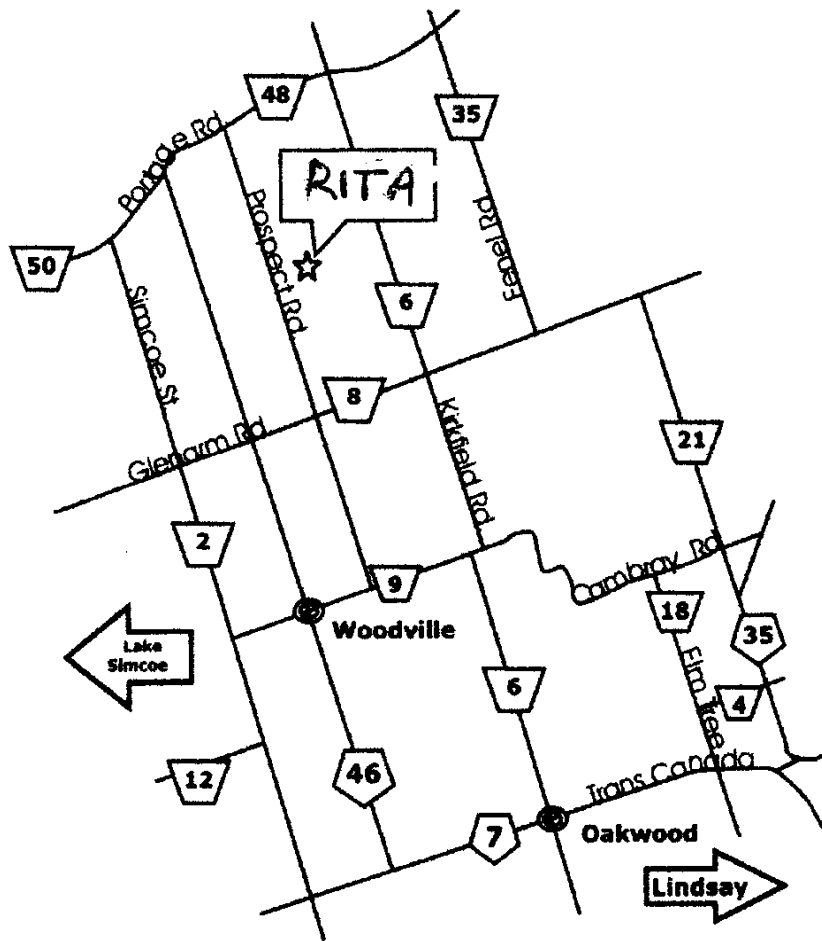 48
35
Portage Rd.
RITA
Prospect Rd.
Fenel Rd.
50
6
Simcoe St.
8
Kirkfield Rd.
Glenarm Rd.
21
2
9
Cambray Rd.
18
Woodville
35
Lake
Simcoe
Elm Tree
6
4
12
46
Trans Canada
7
Oakwood
Lindsay